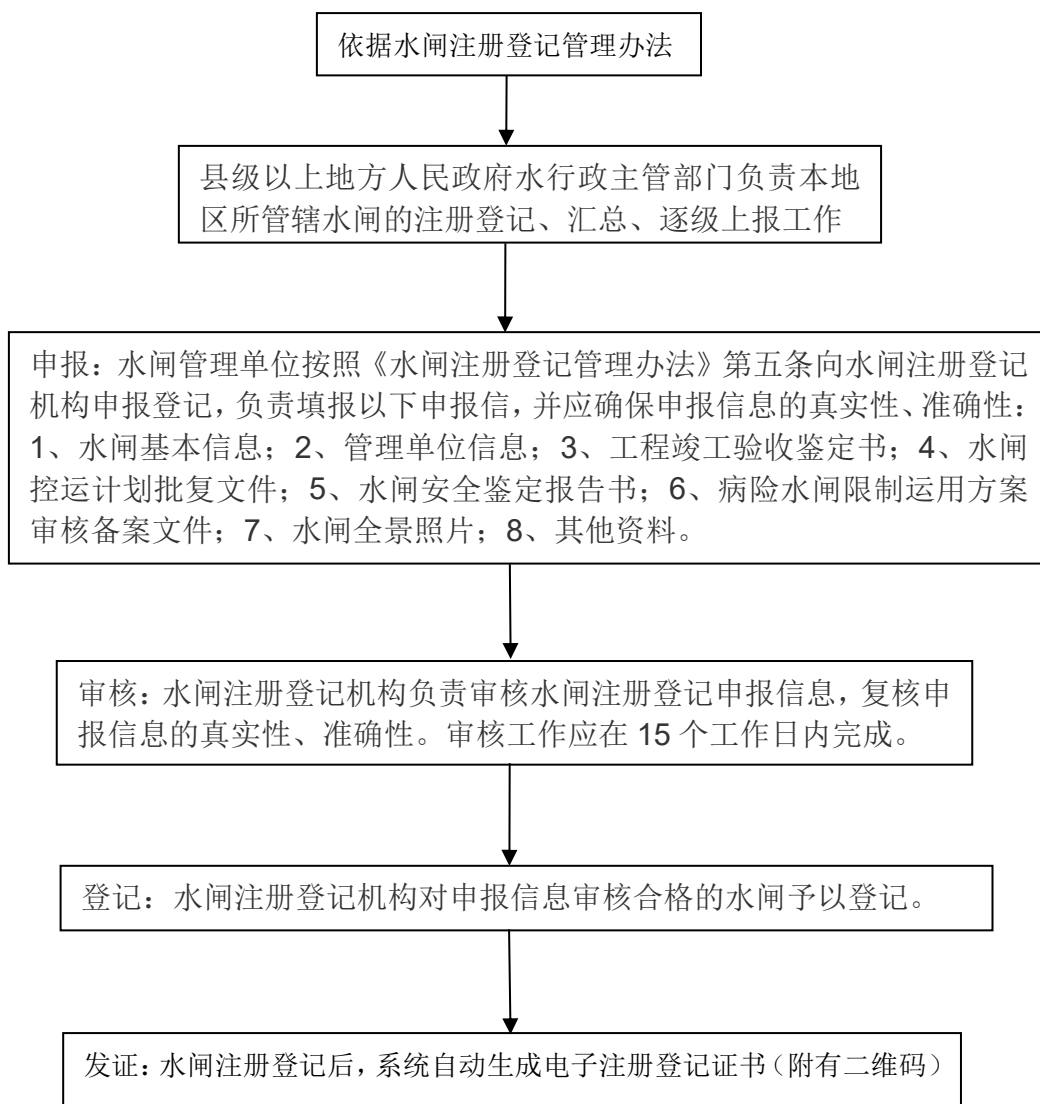 依据水闸注册登记管理办法
县级以上地方人民政府水行政主管部门负责本地
区所管辖水闸的注册登记、汇总、逐级上报工作
申报：水闸管理单位按照《水闸注册登记管理办法》第五条向水闸注册登记
机构申报登记，负责填报以下申报信，并应确保申报信息的真实性、准确性：
1、水闸基本信息；2、管理单位信息；3、工程竣工验收鉴定书；4、水闸
控运计划批复文件；5、水闸安全鉴定报告书；6、病险水闸限制运用方案
审核备案文件；7、水闸全景照片；8、其他资料。
审核：水闸注册登记机构负责审核水闸注册登记申报信息，复核申
报信息的真实性、准确性。审核工作应在 15 个工作日内完成。
登记：水闸注册登记机构对申报信息审核合格的水闸予以登记。
发证：水闸注册登记后，系统自动生成电子注册登记证书（附有二维码）